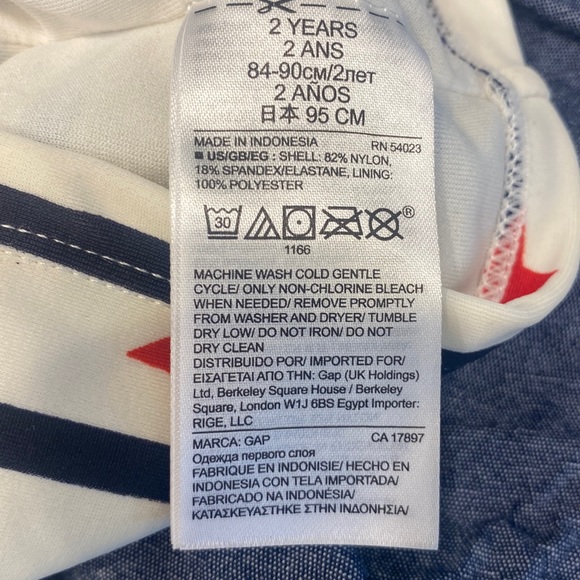 2 YEARS
2 ANS
84-90см/2лет
2 AÑOS
日本 95 CM
MADE IN INDONESIA RN 54023
■ US/GB/EG : SHELL: 82% NYLON,
18% SPANDEX/ELASTANE, LINING:
100% POLYESTER
30
1166
MACHINE WASH COLD GENTLE
CYCLE/ ONLY NON-CHLORINE BLEACH
WHEN NEEDED/ REMOVE PROMPTLY
FROM WASHER AND DRYER/ TUMBLE
DRY LOW/ DO NOT IRON/ DO NOT
DRY CLEAN
DISTRIBUIDO POR/ IMPORTED FOR/
ΕΙΣΑΓΕΤΑΙ ΑΠΟ ΤΗΝ: Gap (UK Holdings)
Ltd, Berkeley Square House / Berkeley
Square, London W1J 6BS Egypt Importer:
RIGE, LLC
MARCA: GAP CA 17897
Одежда первого слоя
FABRIQUE EN INDONISIE/ HECHO EN
INDONESIA CON TELA IMPORTADA/
FABRICADO NA INDONÉSIA/
ΚΑΤΑΣΚΕΥΑΣΤΗΚΕ ΣΤΗΝ ΙΝΔΟΝΗΣΙΑ/